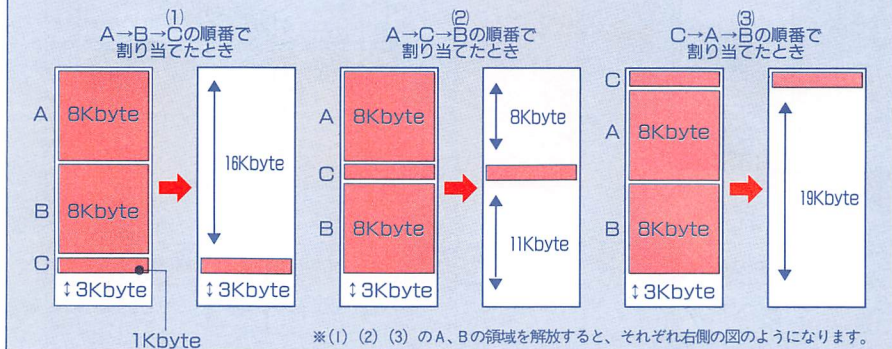 (1)
A→B→Cの順番で
割り当てたとき
A
8Kbyte
B
8Kbyte
C
↕3Kbyte
1Kbyte
16Kbyte
↕3Kbyte
(2)
A→C→Bの順番で
割り当てたとき
A
8Kbyte
C
B
8Kbyte
↕3Kbyte
8Kbyte
11Kbyte
(3)
C→A→Bの順番で
割り当てたとき
C
A
8Kbyte
B
8Kbyte
↕3Kbyte
19Kbyte
※(1)(2)(3)のA、Bの領域を解放すると、それぞれ右側の図のようになります。